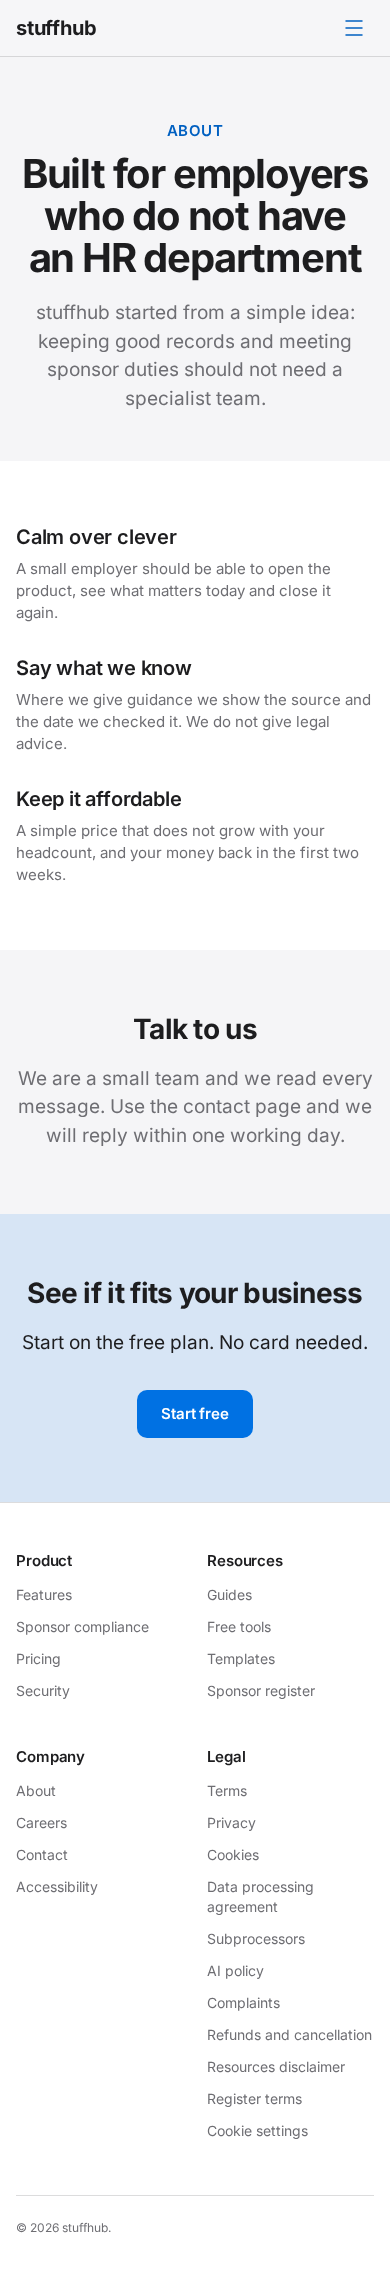 stuffhub
ABOUT
Built for employers
who do not have
an HR department
stuffhub started from a simple idea:
keeping good records and meeting
sponsor duties should not need a
specialist team.
Calm over clever
A small employer should be able to open the
product, see what matters today and close it
again.
Say what we know
Where we give guidance we show the source and
the date we checked it. We do not give legal
advice.
Keep it affordable
A simple price that does not grow with your
headcount, and your money back in the first two
weeks.
Talk to us
We are a small team and we read every
message. Use the contact page and we
will reply within one working day.
See if it fits your business
Start on the free plan. No card needed.
Start free
Product
Features
Sponsor compliance
Pricing
Security
Resources
Guides
Free tools
Templates
Sponsor register
Company
About
Careers
Contact
Accessibility
Legal
Terms
Privacy
Cookies
Data processing
agreement
Subprocessors
AI policy
Complaints
Refunds and cancellation
Resources disclaimer
Register terms
Cookie settings
© 2026 stuffhub.